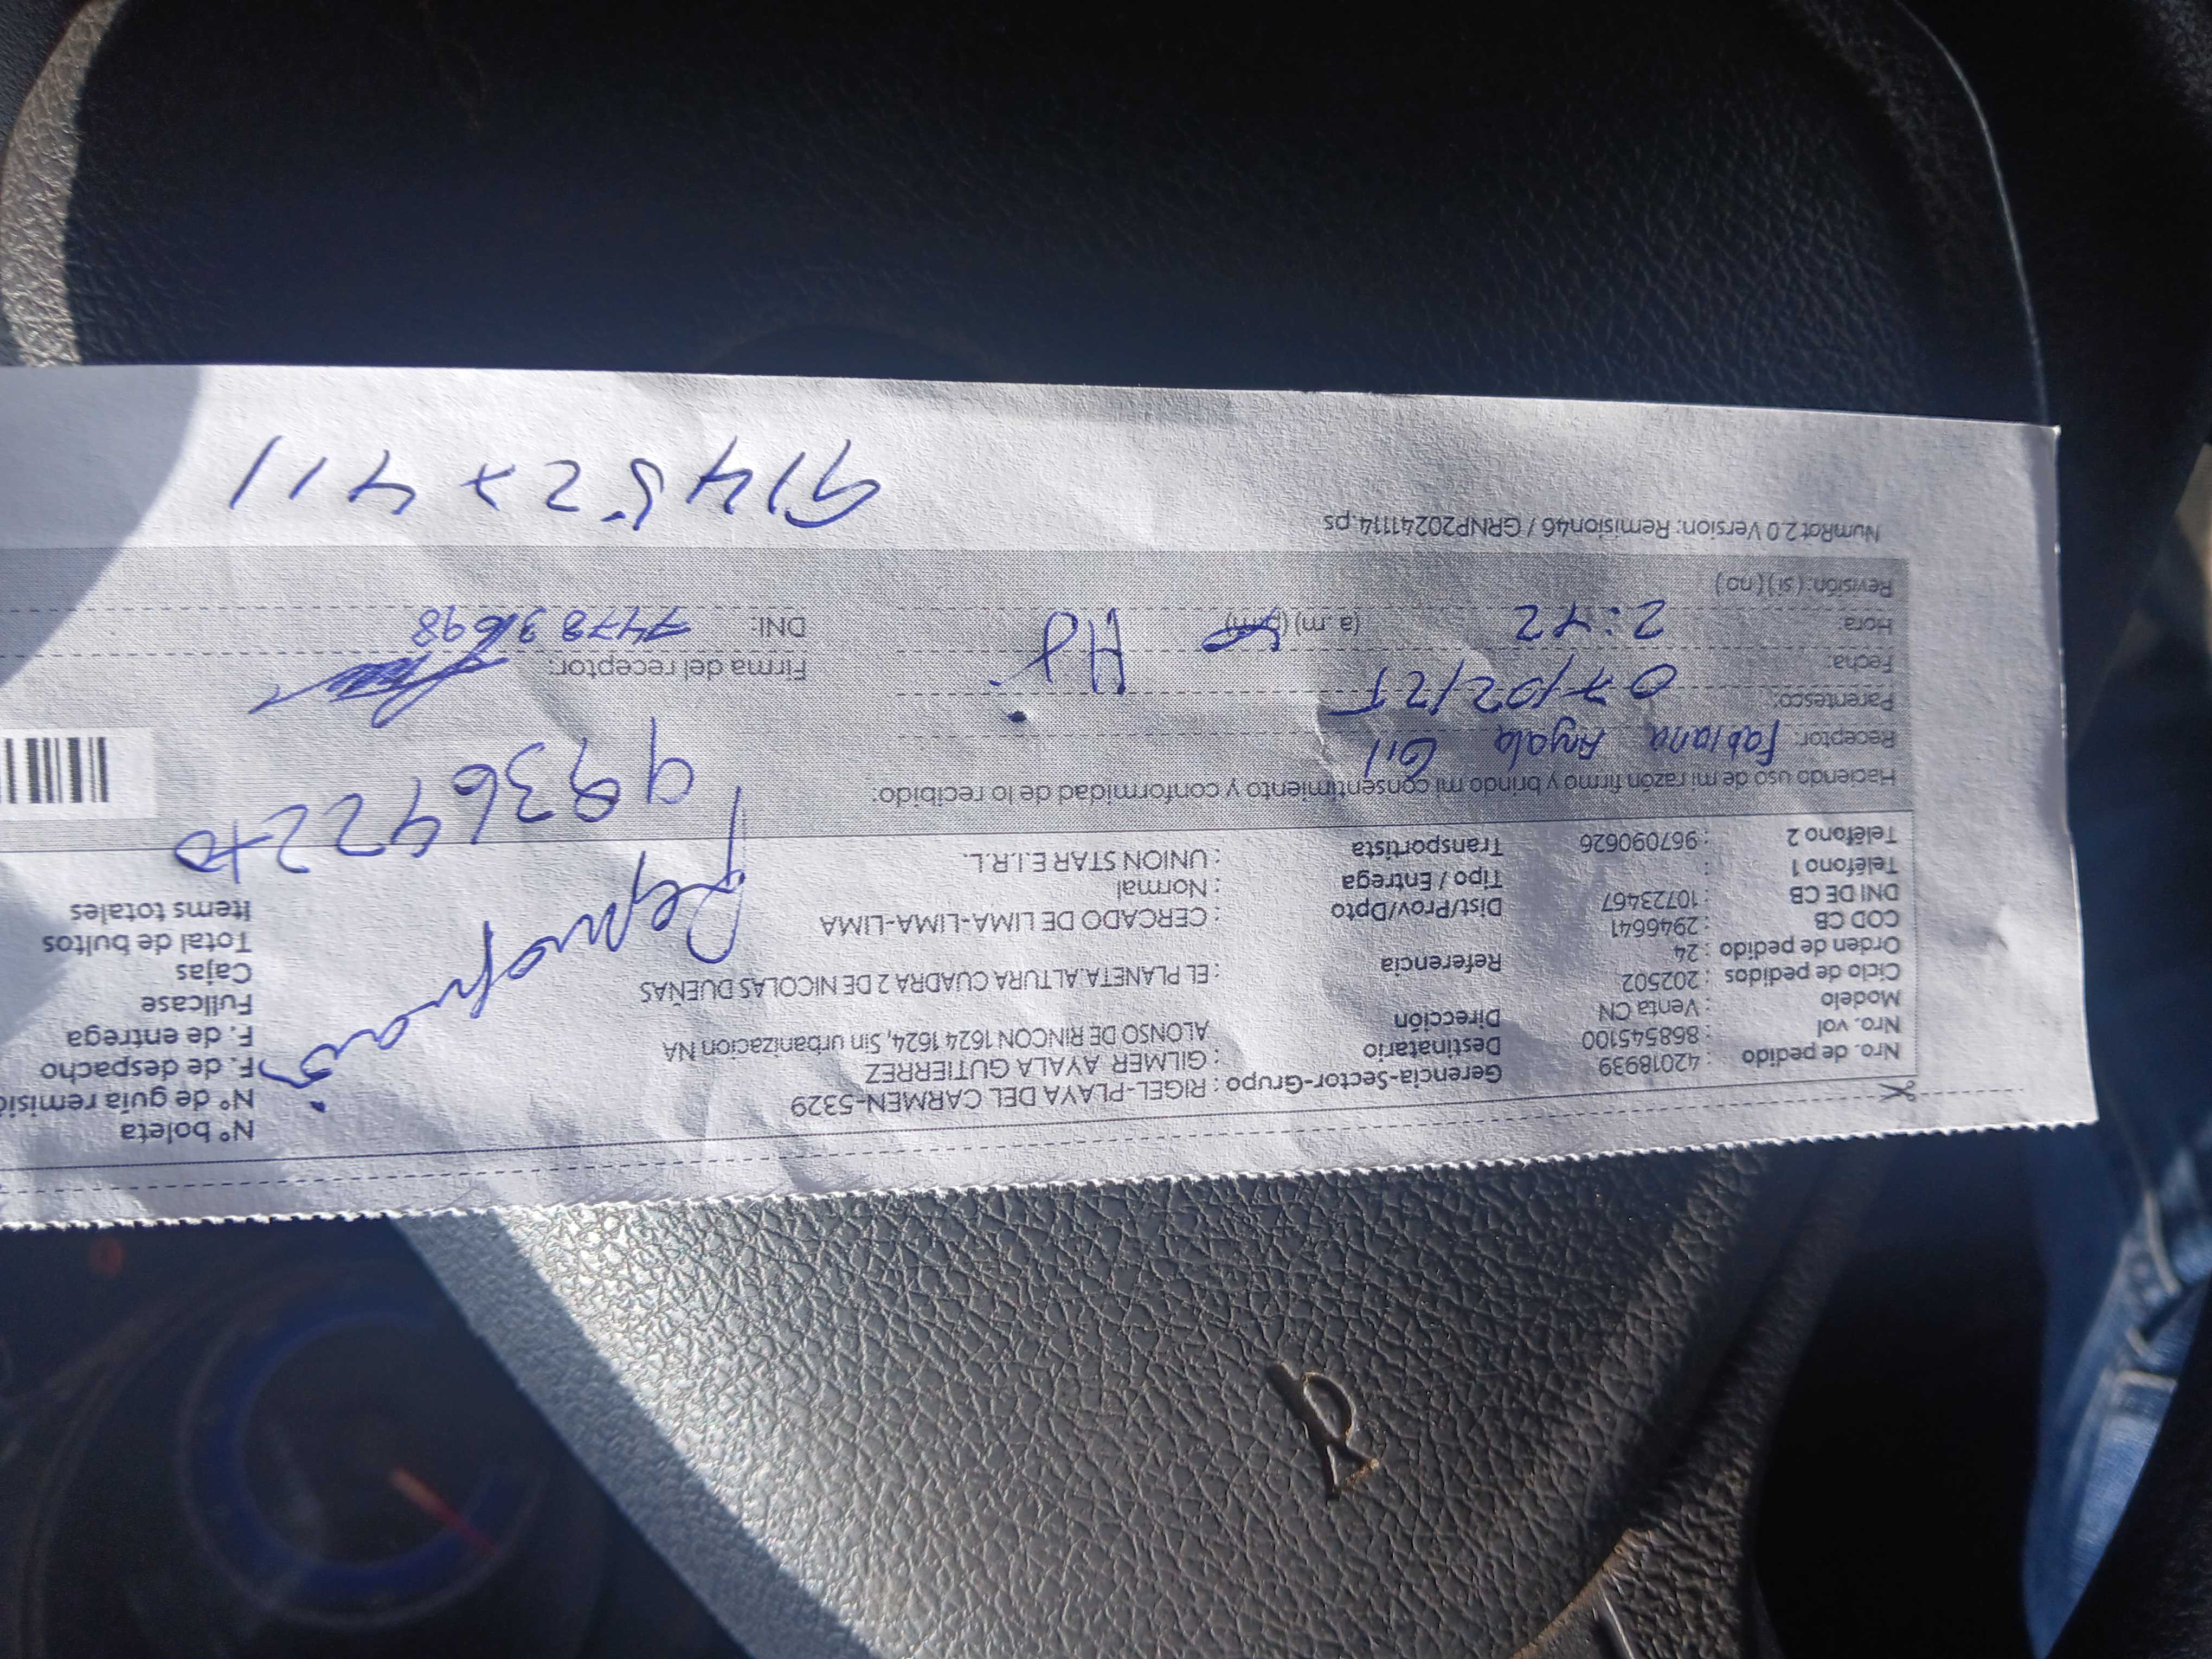 Nº boleta
Gerencia-Sector-Grupo : RIGEL-PLAYA DEL CARMEN-5329
Nº de guia remisi
Nro. de pedido : 42018939
Destinatario : GILMER AYALA GUTIERREZ
F. de despacho
Nro. vol : 868545100
Dirección ALONSO DE RINCON 1624 1624, Sin urbanizacion NA
F. de entrega
Modelo : Venta CN
Fullcase
Ciclo de pedidos : 202502
Referencia : EL PLANETA.ALTURA CUADRA 2 DE NICOLAS DUEÑAS
Cajas
Orden de pedido : 24
Total de bultos
COD CB : 2946641
Dist/Prov/Dpto : CERCADO DE LIMA-LIMA-LIMA
Items totales
DNI DE CB : 10723467
Tipo / Entrega : Normal
Teléfono 1 :
Transportista : UNION STAR E.I.R.L.
Teléfono 2 : 967090626
Haciendo uso de mi razón firmo y brindo mi consentimiento y conformidad de lo recibido:
Receptor: Fabiana Ayala Gil
Parentesco:
Fecha: 07/02/25
Firma del receptor:
Hora: 2:42 (a.m) (p.m)
DNI:
Revisión: (si) (no)
NumRot 2.0 Version: Remision46 / GRNP20241114.ps